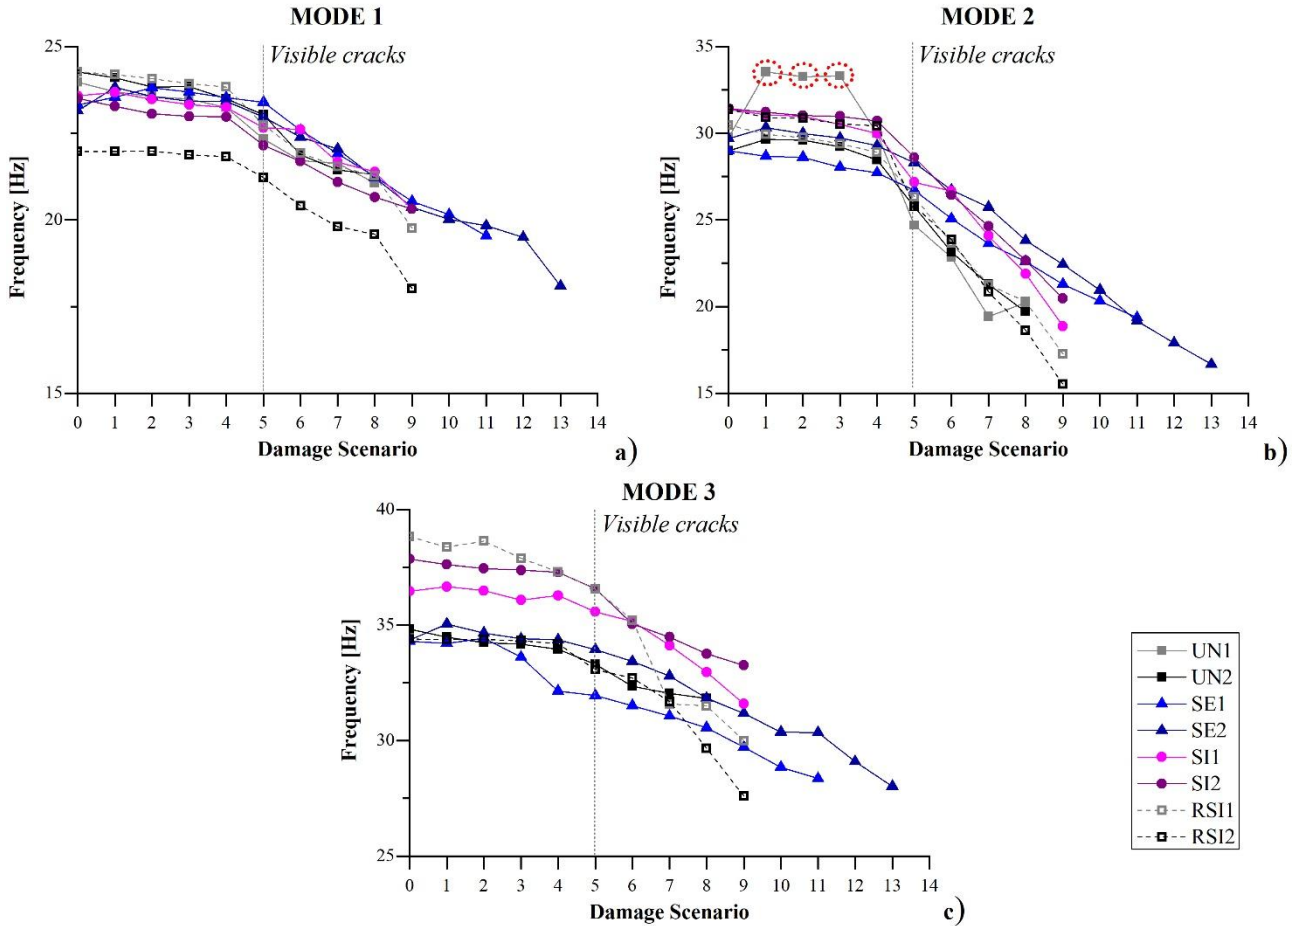 MODE 1
Visible cracks
25
20
15
Frequency [Hz]
0 1 2 3 4 5 6 7 8 9 10 11 12 13 14
Damage Scenario
a)
MODE 2
Visible cracks
35
30
25
20
15
Frequency [Hz]
0 1 2 3 4 5 6 7 8 9 10 11 12 13 14
Damage Scenario
b)
MODE 3
Visible cracks
40
35
30
25
Frequency [Hz]
0 1 2 3 4 5 6 7 8 9 10 11 12 13 14
Damage Scenario
c)
UN1
UN2
SE1
SE2
SI1
SI2
RSI1
RSI2